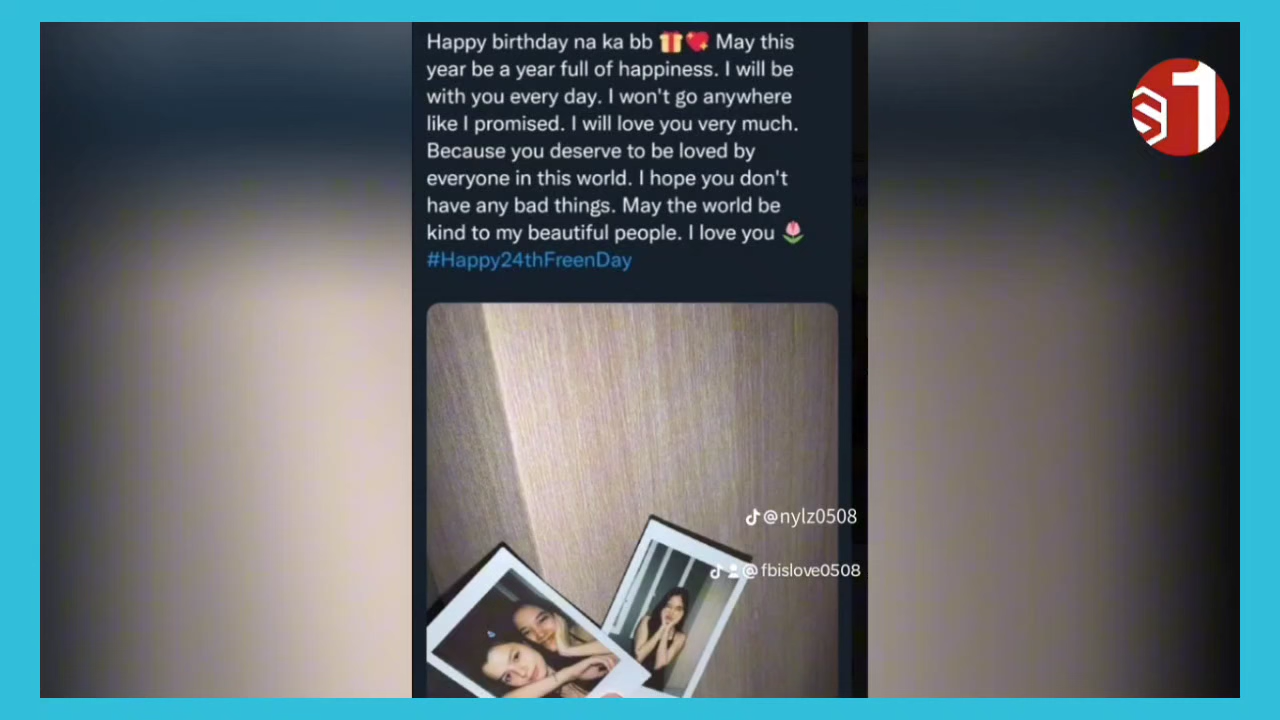 Happy birthday na ka bb 🎁💖 May this
year be a year full of happiness. I will be
with you every day. I won't go anywhere
like I promised. I will love you very much.
Because you deserve to be loved by
everyone in this world. I hope you don't
have any bad things. May the world be
kind to my beautiful people. I love you 🌷
#Happy24thFreenDay
@nylz0508
@fbislove0508
S1